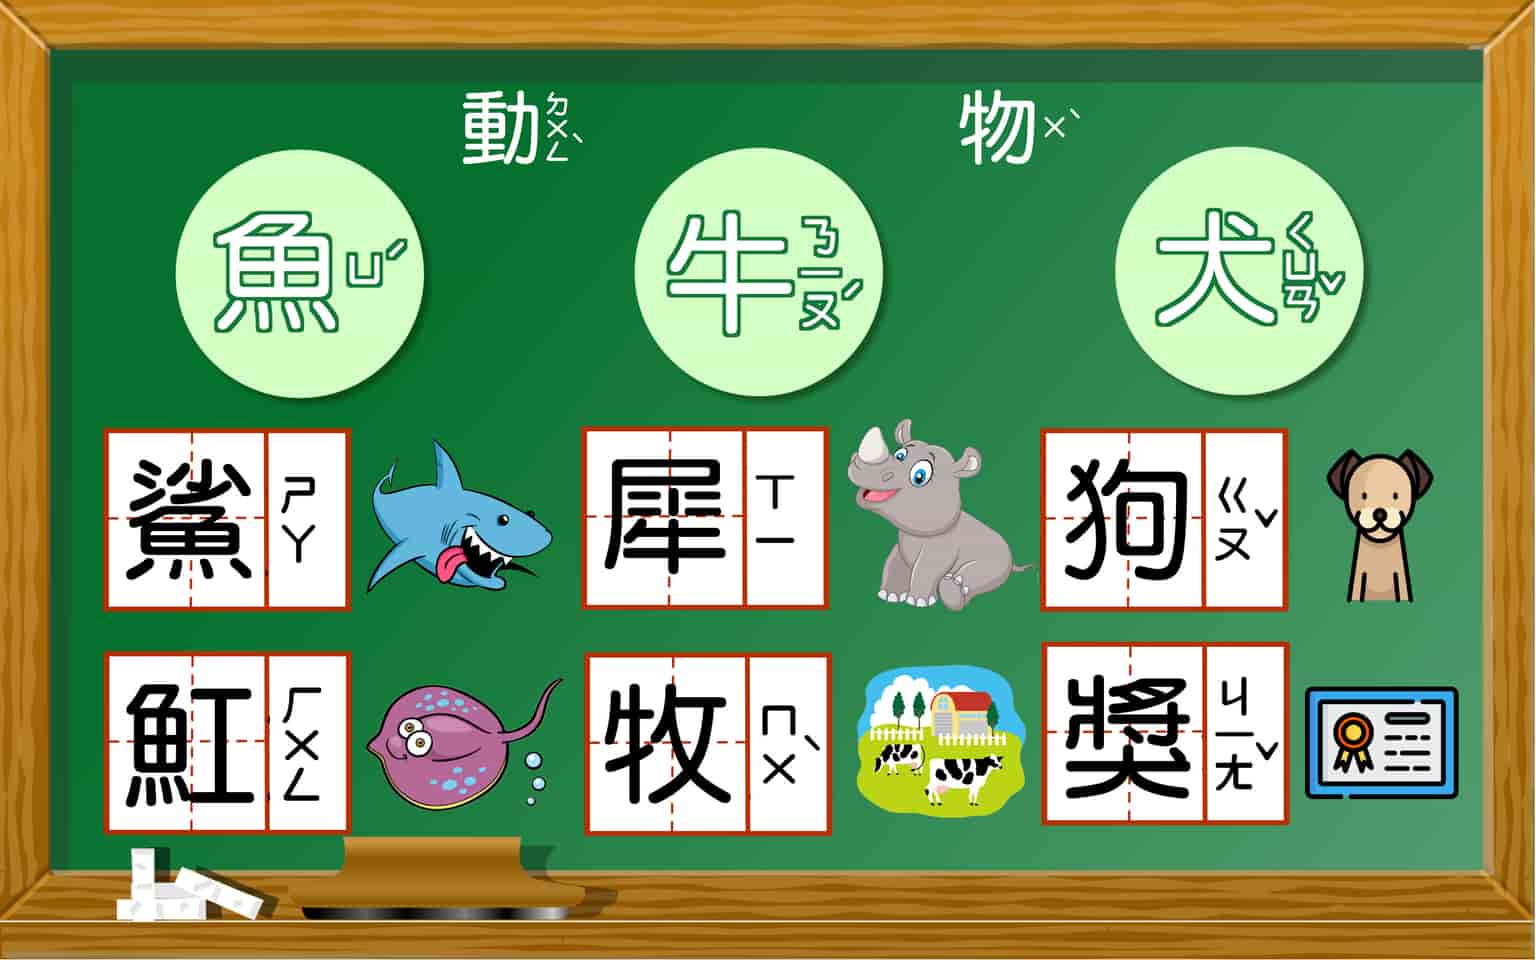 動ㄉㄨㄥˋ 物ㄨˋ
魚ㄩˊ 牛ㄋㄧㄡˊ 犬ㄑㄩㄢˇ
鯊ㄕㄚ 犀ㄒㄧ 狗ㄍㄡˇ
魟ㄏㄨㄥ 牧ㄇㄨˋ 獎ㄐㄧㄤˇ